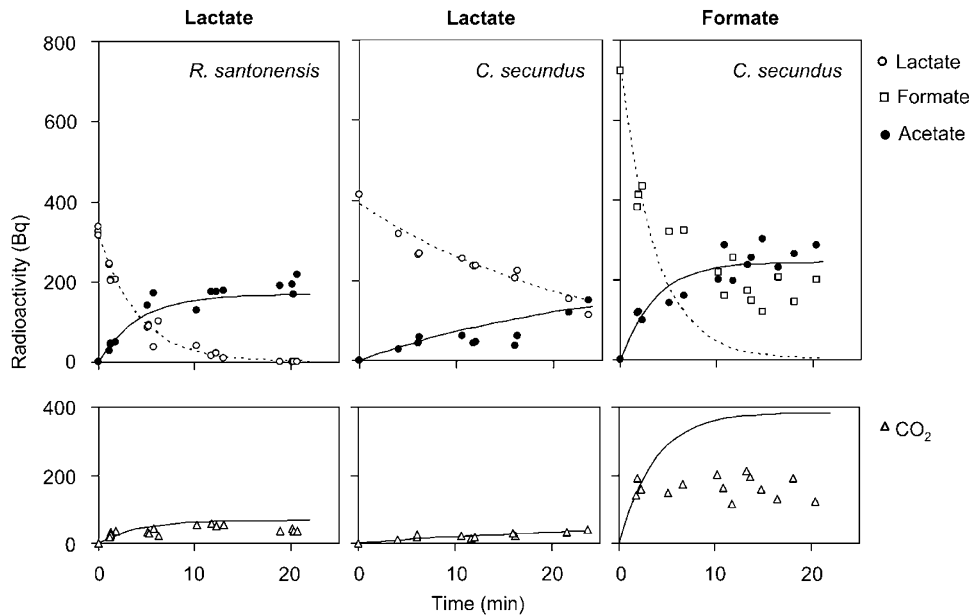 Lactate Lactate Formate
800
R. santonensis C. secundus C. secundus
Lactate
Formate
Acetate
600
400
200
0
Radioactivity (Bq)
400
CO2
200
0
0 10 20 0 10 20 0 10 20
Time (min)